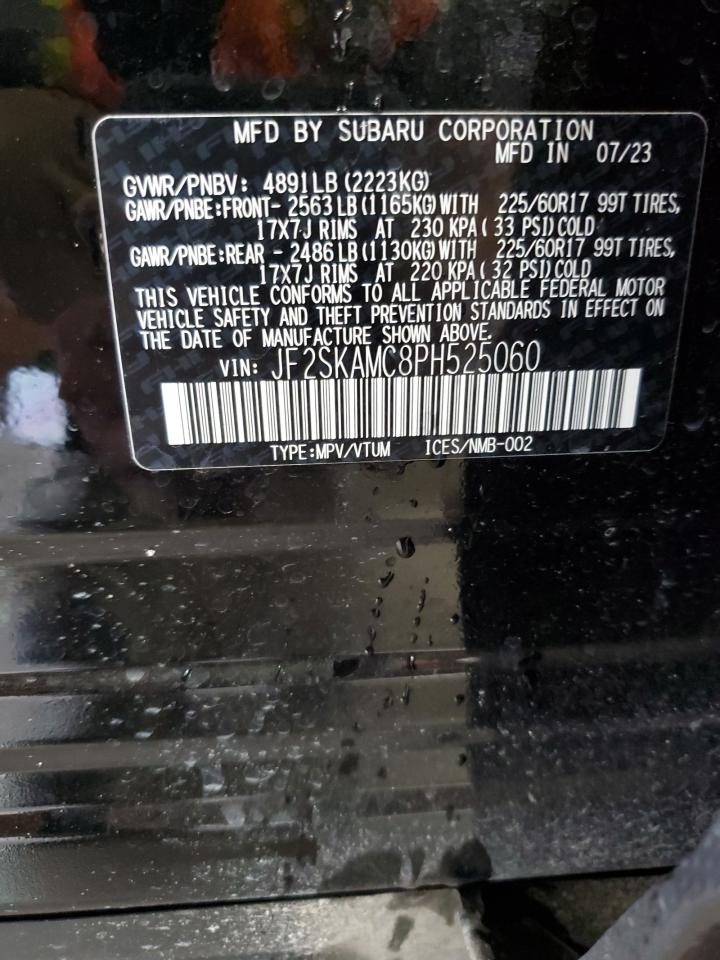 MFD BY SUBARU CORPORATION
MFD IN 07/23
GVWR/PNBV: 4891LB(2223KG)
GAWR/PNBE:FRONT- 2563LB(1165KG)WITH 225/60R17 99T TIRES,
17X7J RIMS AT 230 KPA( 33 PSI)COLD
GAWR/PNBE:REAR - 2486LB(1130KG)WITH 225/60R17 99T TIRES,
17X7J RIMS AT 220 KPA( 32 PSI)COLD
THIS VEHICLE CONFORMS TO ALL APPLICABLE FEDERAL MOTOR
VEHICLE SAFETY AND THEFT PREVENTION STANDARDS IN EFFECT ON
THE DATE OF MANUFACTURE SHOWN ABOVE.
VIN: JF2SKAMC8PH525060
TYPE:MPV/VTUM ICES/NMB-002